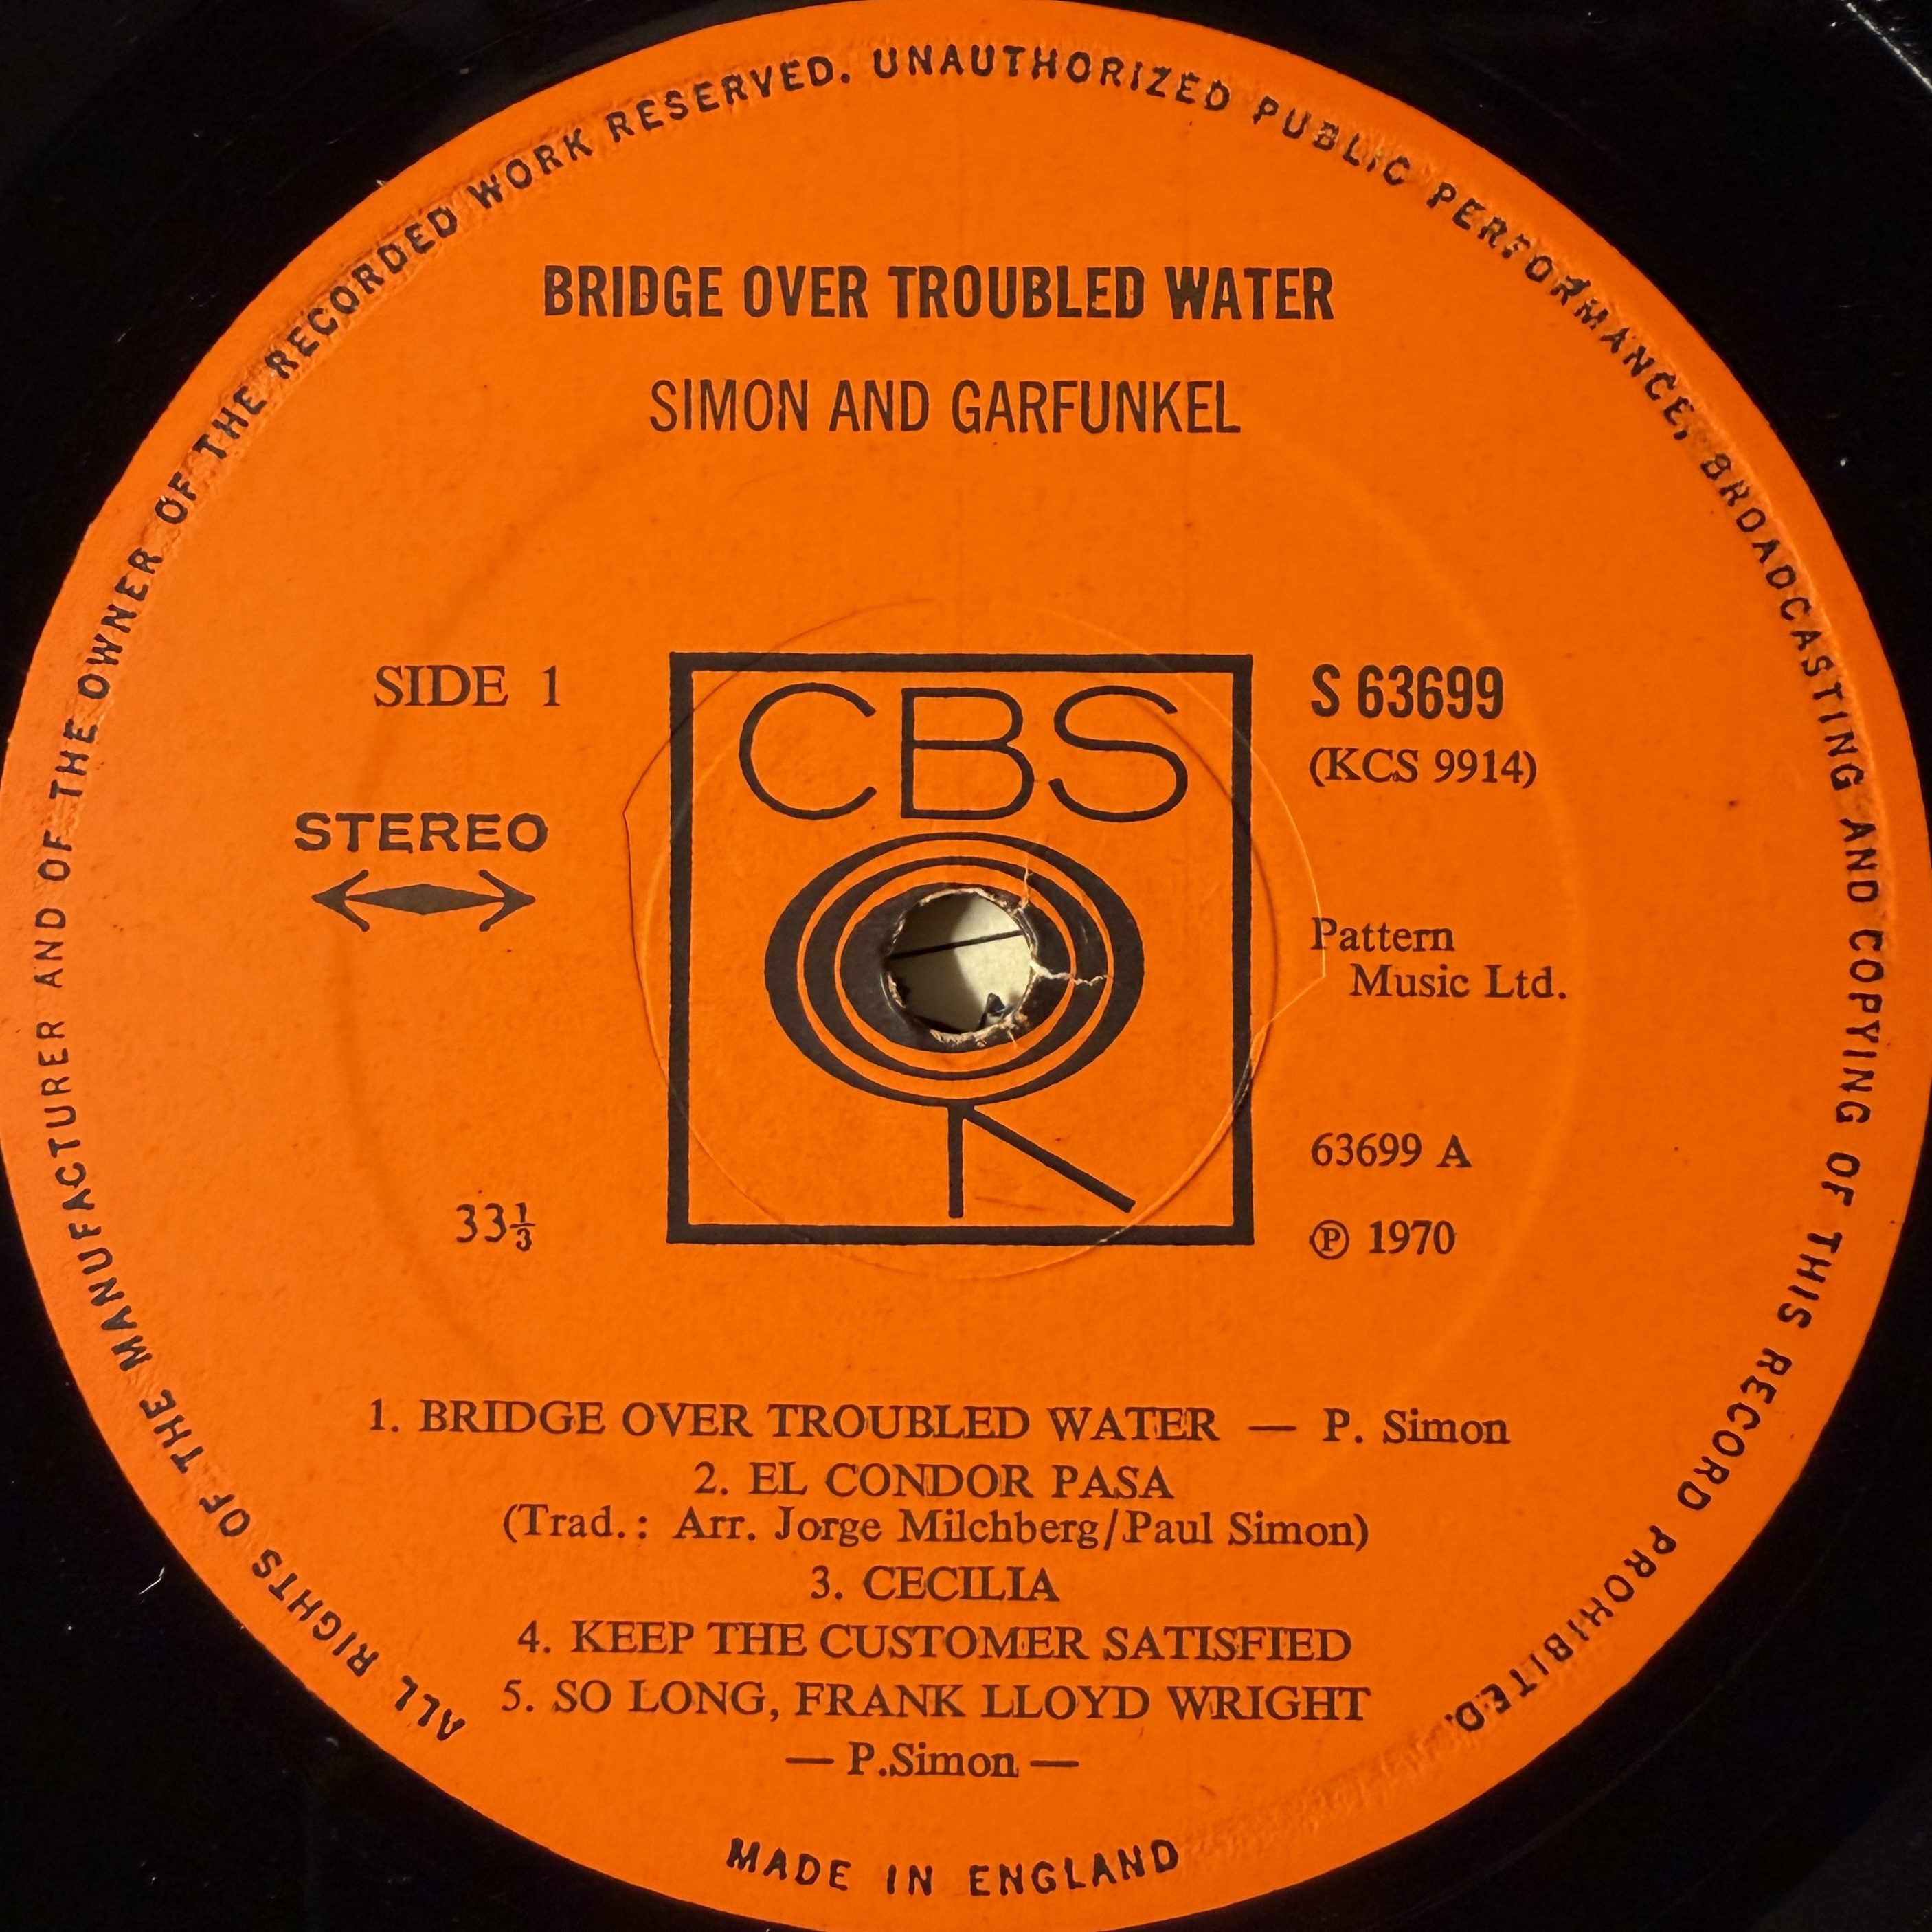 ALL RIGHTS OF THE MANUFACTURER AND OF THE OWNER OF THE RECORDED WORK RESERVED. UNAUTHORIZED PUBLIC PERFORMANCE, BROADCASTING AND COPYING OF THIS RECORD PROHIBITED.
BRIDGE OVER TROUBLED WATER
SIMON AND GARFUNKEL
SIDE 1
STEREO
33⅓
CBS
S 63699
(KCS 9914)
Pattern
Music Ltd.
63699 A
℗ 1970
1. BRIDGE OVER TROUBLED WATER — P. Simon
2. EL CONDOR PASA
(Trad.: Arr. Jorge Milchberg/Paul Simon)
3. CECILIA
4. KEEP THE CUSTOMER SATISFIED
5. SO LONG, FRANK LLOYD WRIGHT
— P.Simon —
MADE IN ENGLAND